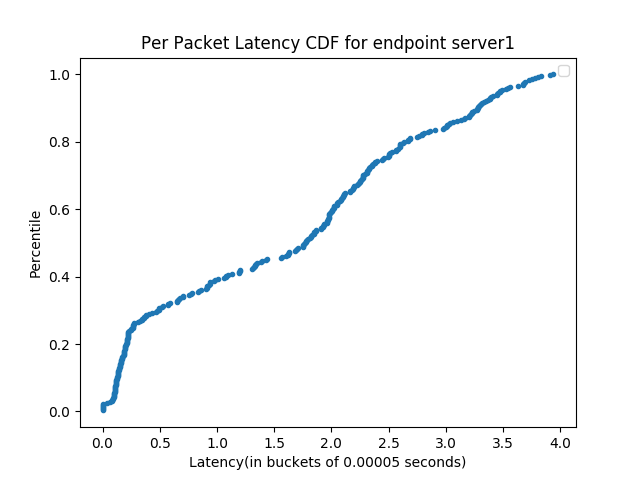 Per Packet Latency CDF for endpoint server1
1.0
0.8
0.6
0.4
0.2
0.0
Percentile
0.0 0.5 1.0 1.5 2.0 2.5 3.0 3.5 4.0
Latency(in buckets of 0.00005 seconds)